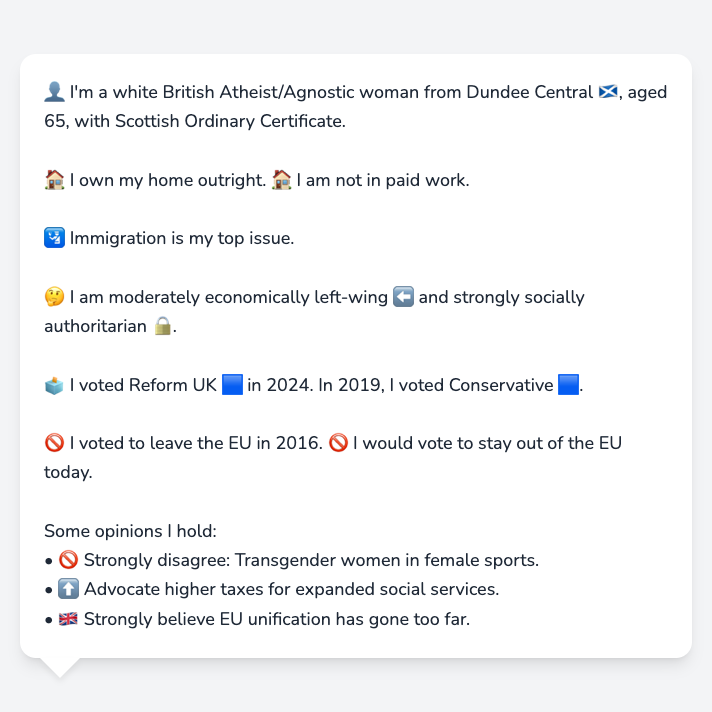 👤 I'm a white British Atheist/Agnostic woman from Dundee Central 🏴󠁧󠁢󠁳󠁣󠁴󠁿, aged
65, with Scottish Ordinary Certificate.
🏠 I own my home outright. 🏠 I am not in paid work.
🛂 Immigration is my top issue.
🤔 I am moderately economically left-wing ⬅️ and strongly socially
authoritarian 🔒.
🗳️ I voted Reform UK 🟦 in 2024. In 2019, I voted Conservative 🟦.
🚫 I voted to leave the EU in 2016. 🚫 I would vote to stay out of the EU
today.
Some opinions I hold:
• 🚫 Strongly disagree: Transgender women in female sports.
• ⬆️ Advocate higher taxes for expanded social services.
• 🇬🇧 Strongly believe EU unification has gone too far.